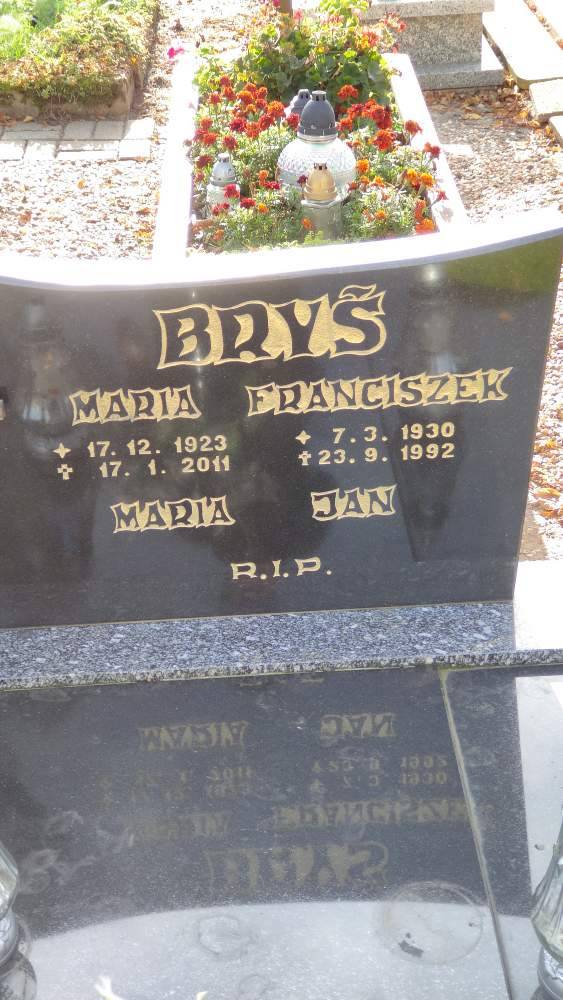 BRYŠ
MARIA FRANCISZEK
17. 12. 1923 7. 3. 1930
17. 1. 2011 23. 9. 1992
MARIA JAN
R.I.P.